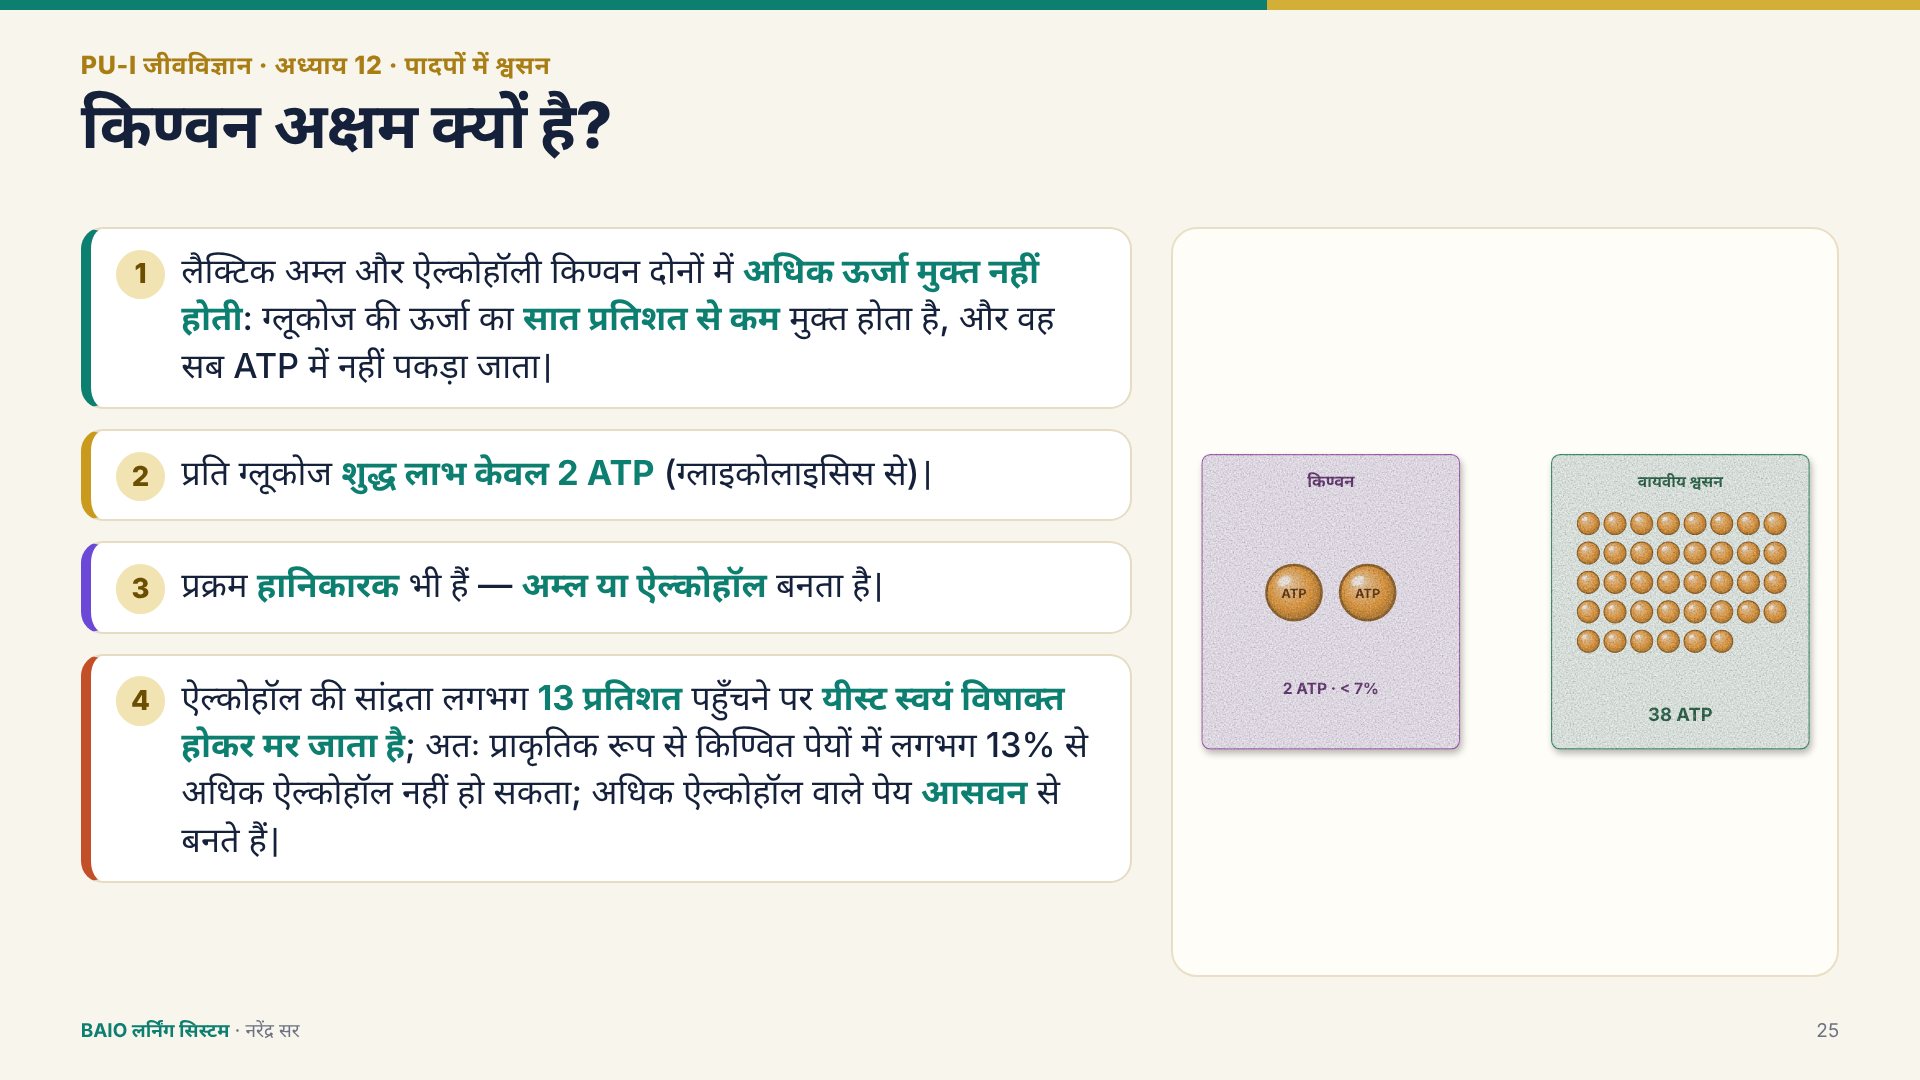 PU-I जीवविज्ञान · अध्याय 12 · पादपों में श्वसन
किण्वन अक्षम क्यों है?
1
लैक्टिक अम्ल और ऐल्कोहॉली किण्वन दोनों में अधिक ऊर्जा मुक्त नहीं
होती: ग्लूकोज की ऊर्जा का सात प्रतिशत से कम मुक्त होता है, और वह
सब ATP में नहीं पकड़ा जाता|
2
प्रति ग्लूकोज शुद्ध लाभ केवल 2 ATP (ग्लाइकोलाइसिस से)|
3
प्रक्रम हानिकारक भी हैं — अम्ल या ऐल्कोहॉल बनता है|
4
ऐल्कोहॉल की सांद्रता लगभग 13 प्रतिशत पहुँचने पर यीस्ट स्वयं विषाक्त
होकर मर जाता है; अतः प्राकृतिक रूप से किण्वित पेयों में लगभग 13% से
अधिक ऐल्कोहॉल नहीं हो सकता; अधिक ऐल्कोहॉल वाले पेय आसवन से
बनते हैं|
किण्वन
ATP ATP
2 ATP · < 7%
वायवीय श्वसन
38 ATP
BAIO लर्निंग सिस्टम · नरेंद्र सर
25